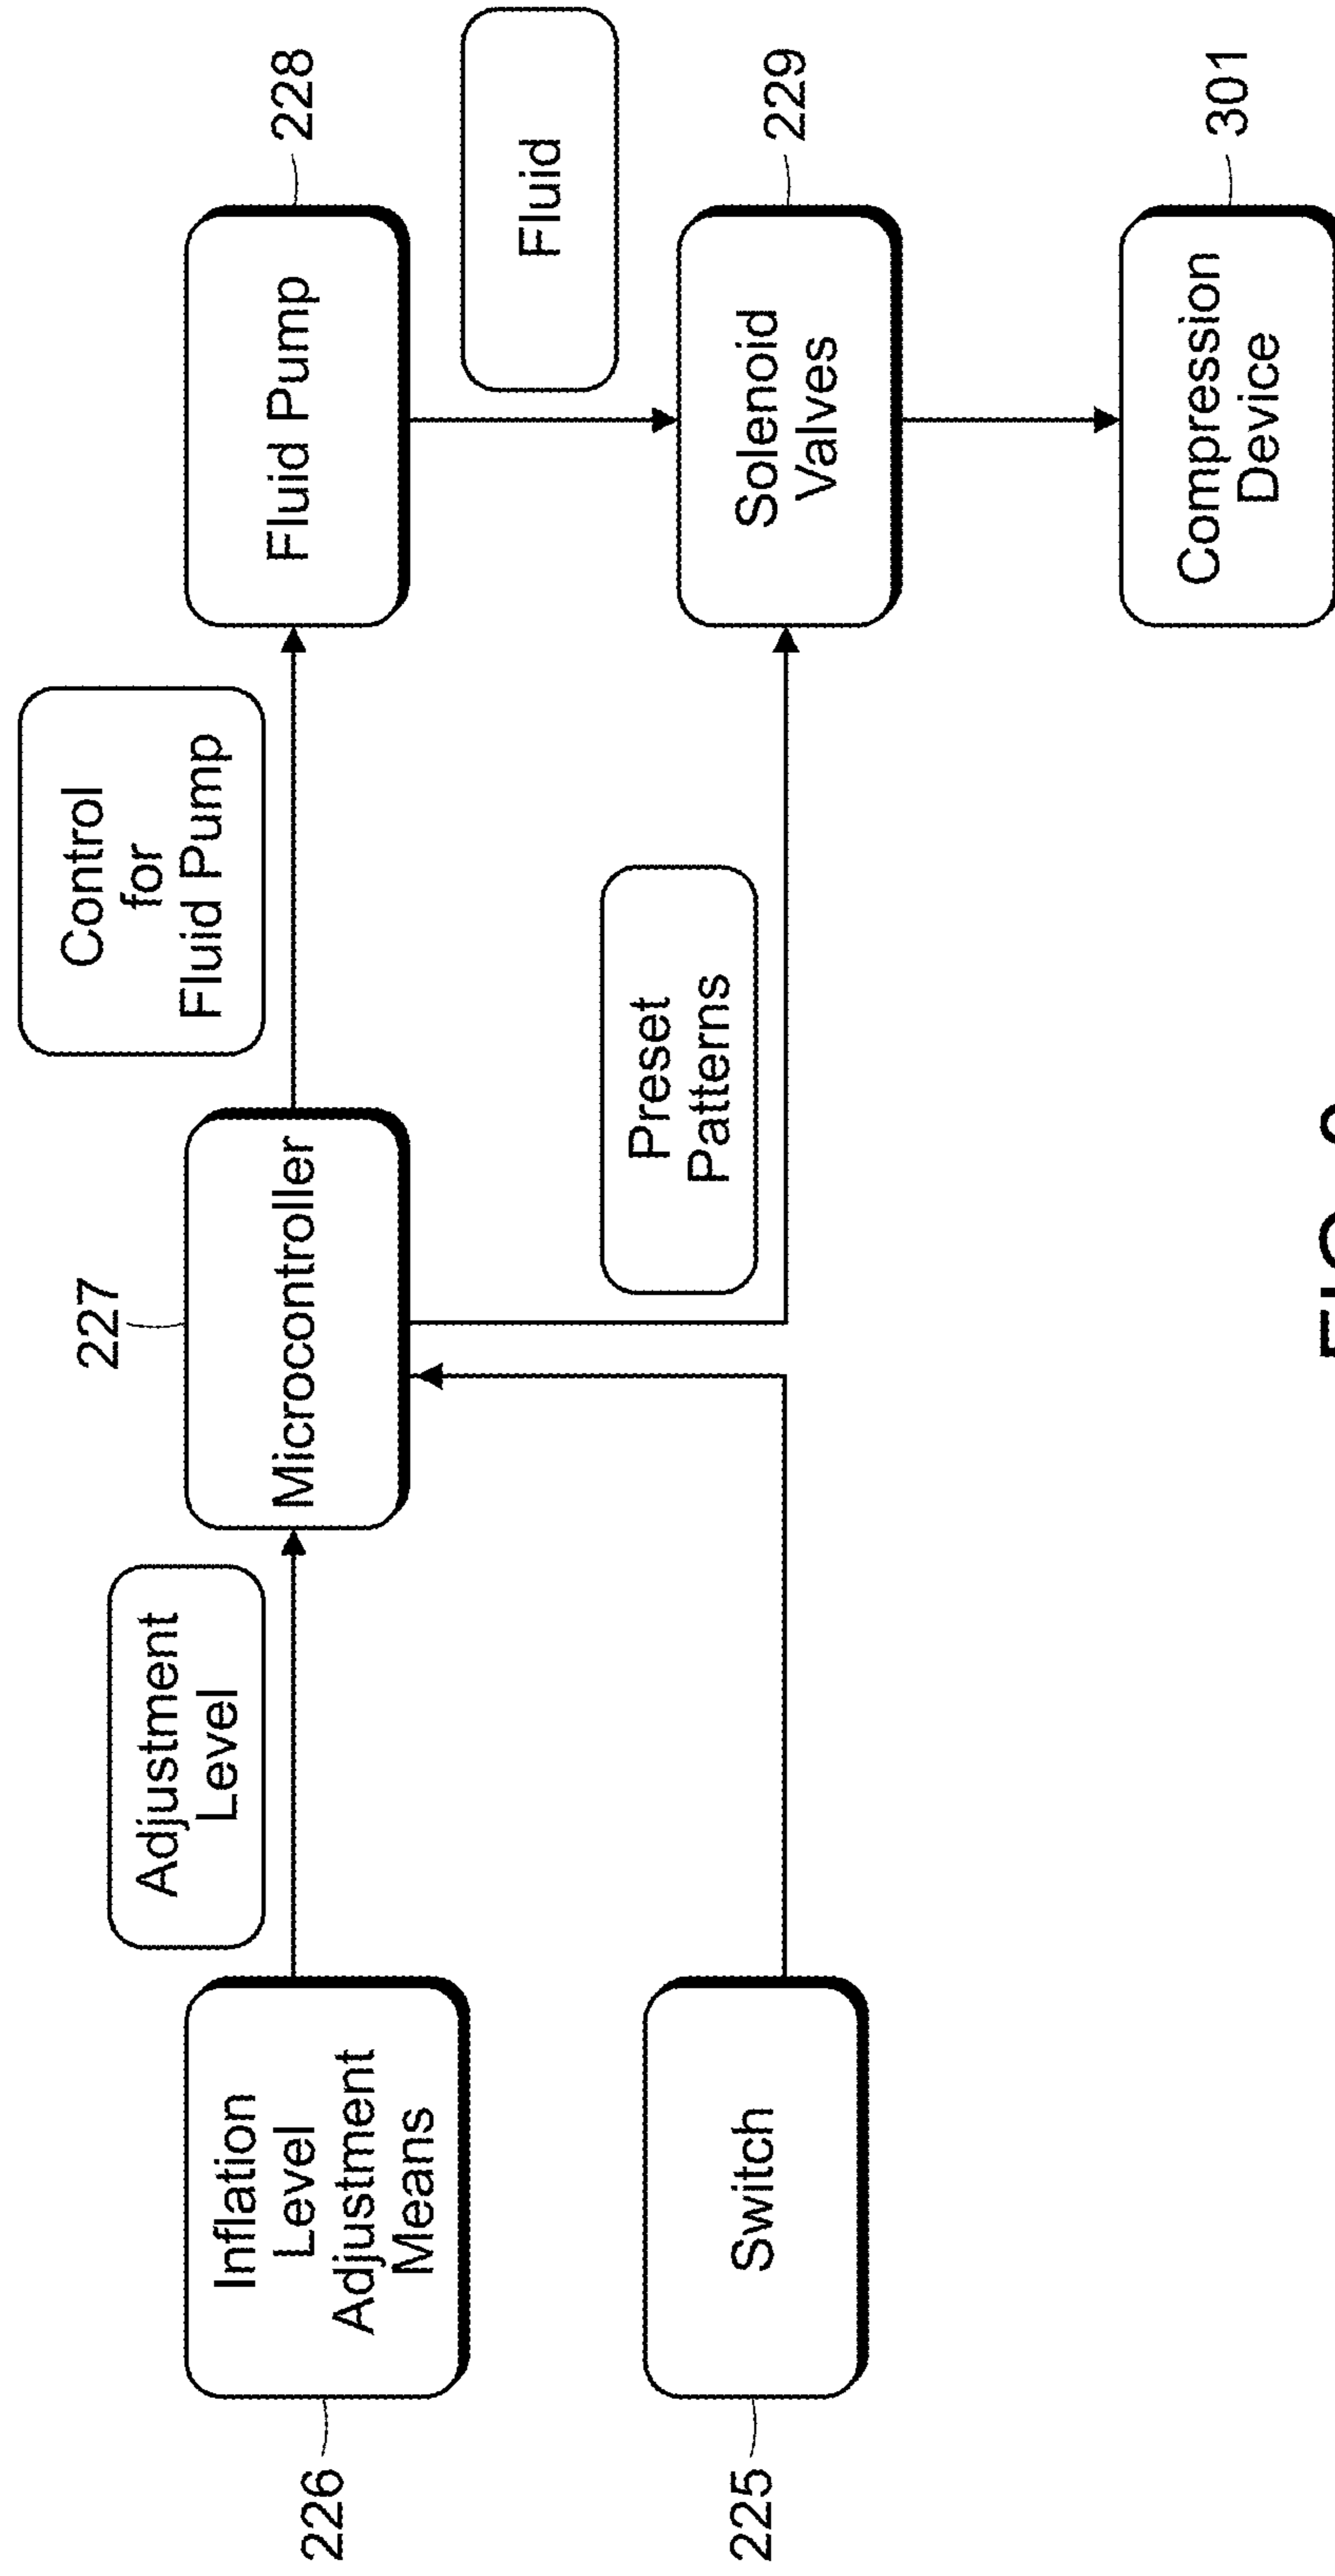 Control
for
Fluid Pump
227
Adjustment
Level
226
Inflation
Level
Adjustment
Means
Microcontroller
Fluid Pump
228
Fluid
Preset
Patterns
225
Switch
Solenoid
Valves
229
Compression
Device
301